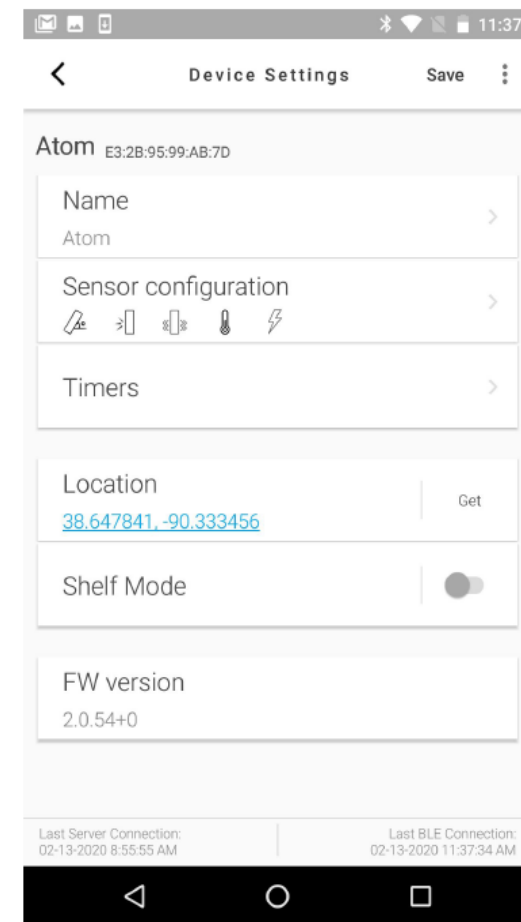 11:37
Device Settings Save
Atom E3:2B:95:99:AB:7D
Name
Atom
Sensor configuration
Timers
Location
Get
38.647841, -90.333456
Shelf Mode
FW version
2.0.54+0
Last Server Connection:
02-13-2020 8:55:55 AM
Last BLE Connection:
02-13-2020 11:37:34 AM